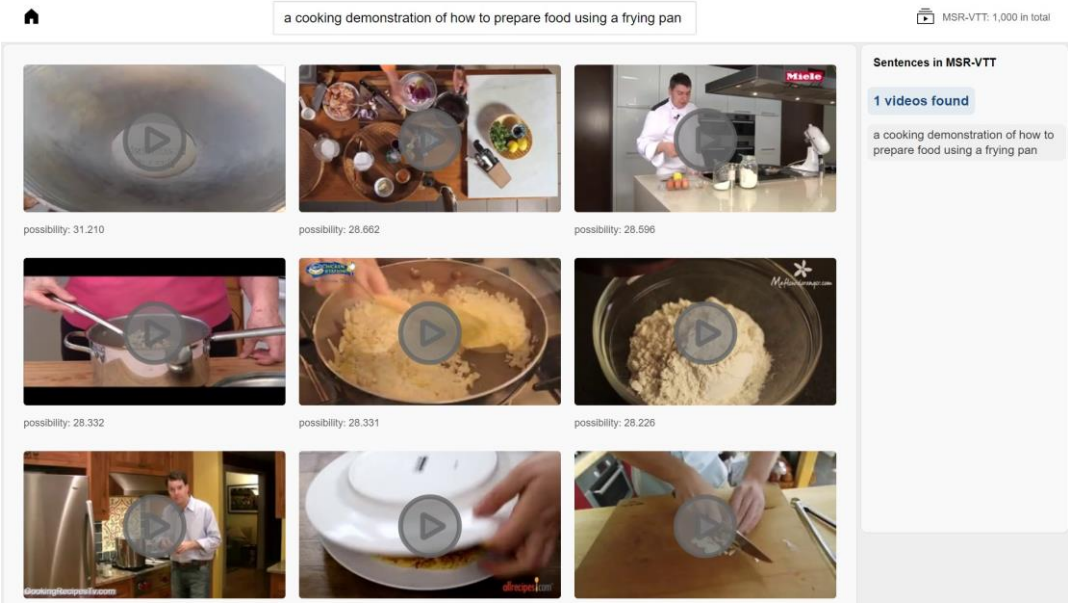 a cooking demonstration of how to prepare food using a frying pan
MSR-VTT: 1,000 in total
Sentences in MSR-VTT
1 videos found
a cooking demonstration of how to
prepare food using a frying pan
Miele
possibility: 31.210
possibility: 28.662
possibility: 28.596
possibility: 28.332
possibility: 28.331
possibility: 28.226
CookingRecipesTv.com
allrecipes.com